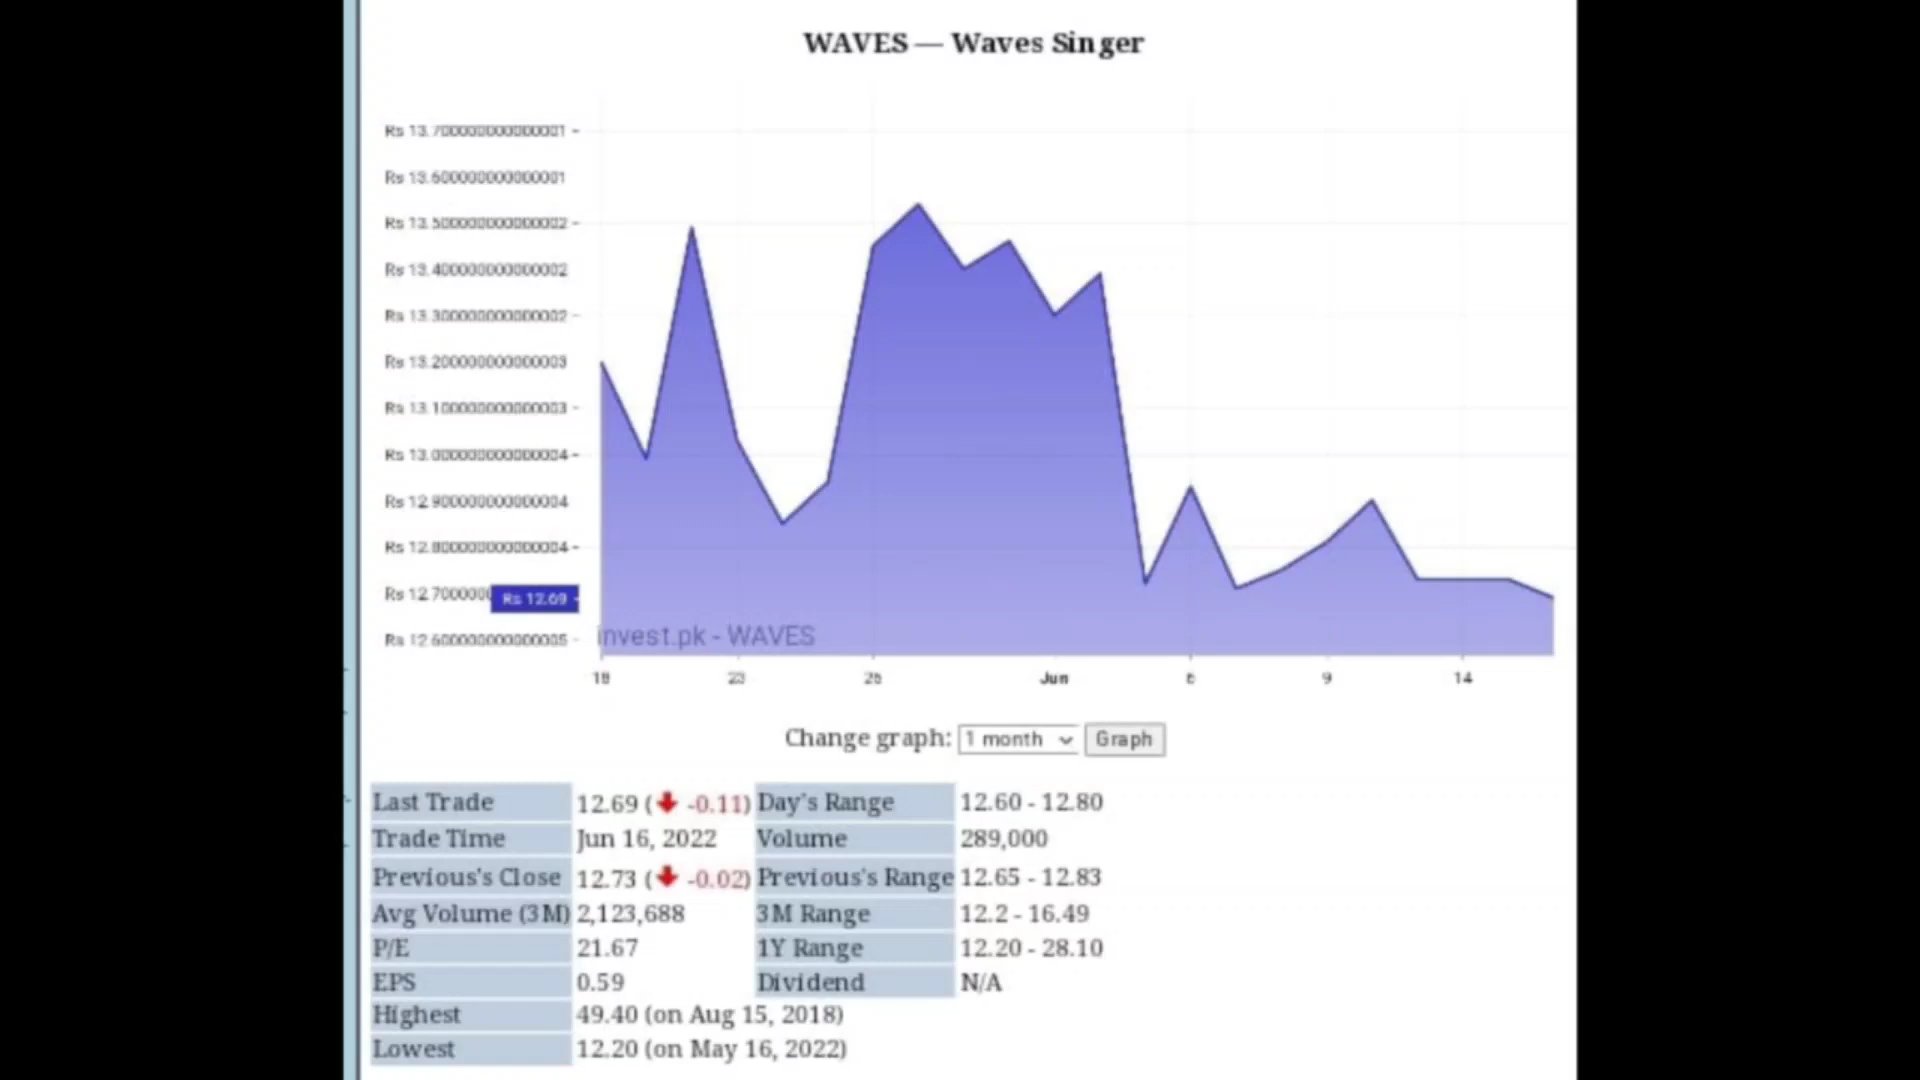 WAVES — Waves Singer
Rs 13.700000000000001
Rs 13.600000000000001
Rs 13.500000000000002
Rs 13.400000000000002
Rs 13.300000000000002
Rs 13.200000000000003
Rs 13.100000000000003
Rs 13.000000000000004
Rs 12.900000000000004
Rs 12.800000000000004
Rs 12.7000000
Rs 12.69
Rs 12.600000000000005
invest.pk - WAVES
18 23 26 Jun 6 9 14
Change graph: 1 month Graph
Last Trade 12.69 ( -0.11) Day's Range 12.60 - 12.80
Trade Time Jun 16, 2022 Volume 289,000
Previous's Close 12.73 ( -0.02) Previous's Range 12.65 - 12.83
Avg Volume (3M) 2,123,688 3M Range 12.2 - 16.49
P/E 21.67 1Y Range 12.20 - 28.10
EPS 0.59 Dividend N/A
Highest 49.40 (on Aug 15, 2018)
Lowest 12.20 (on May 16, 2022)